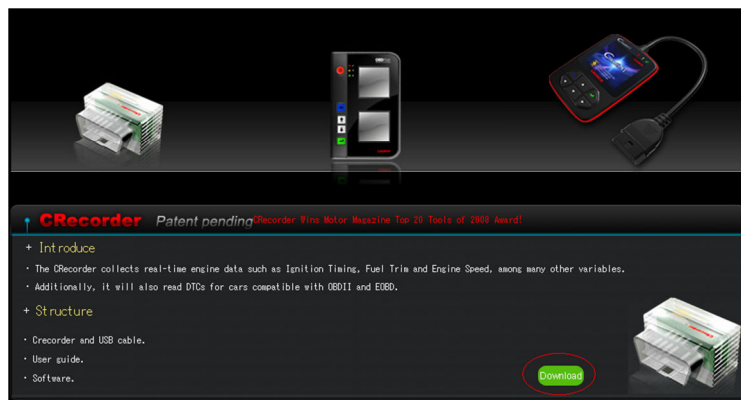 CRecorder Patent pending CRecorder Wins Motor Magazine Top 20 Tools of 2008 Award!
+ Introduce
· The CRecorder collects real-time engine data such as Ignition Timing, Fuel Trim and Engine Speed, among many other variables.
· Additionally, it will also read DTCs for cars compatible with OBDII and EOBD.
+ Structure
· Crecorder and USB cable.
· User guide.
· Software.
Download